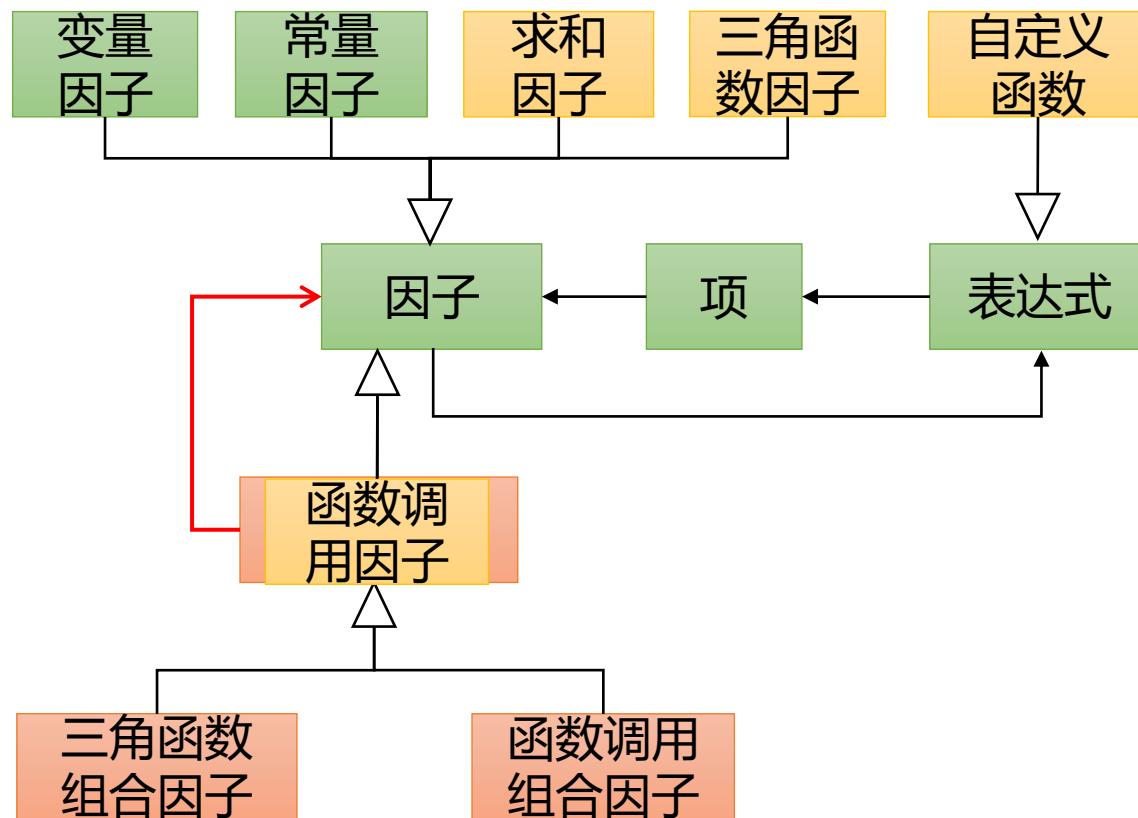 变量
因子
常量
因子
求和
因子
三角函
数因子
自定义
函数
因子
项
表达式
函数调
用因子
三角函数
组合因子
函数调用
组合因子